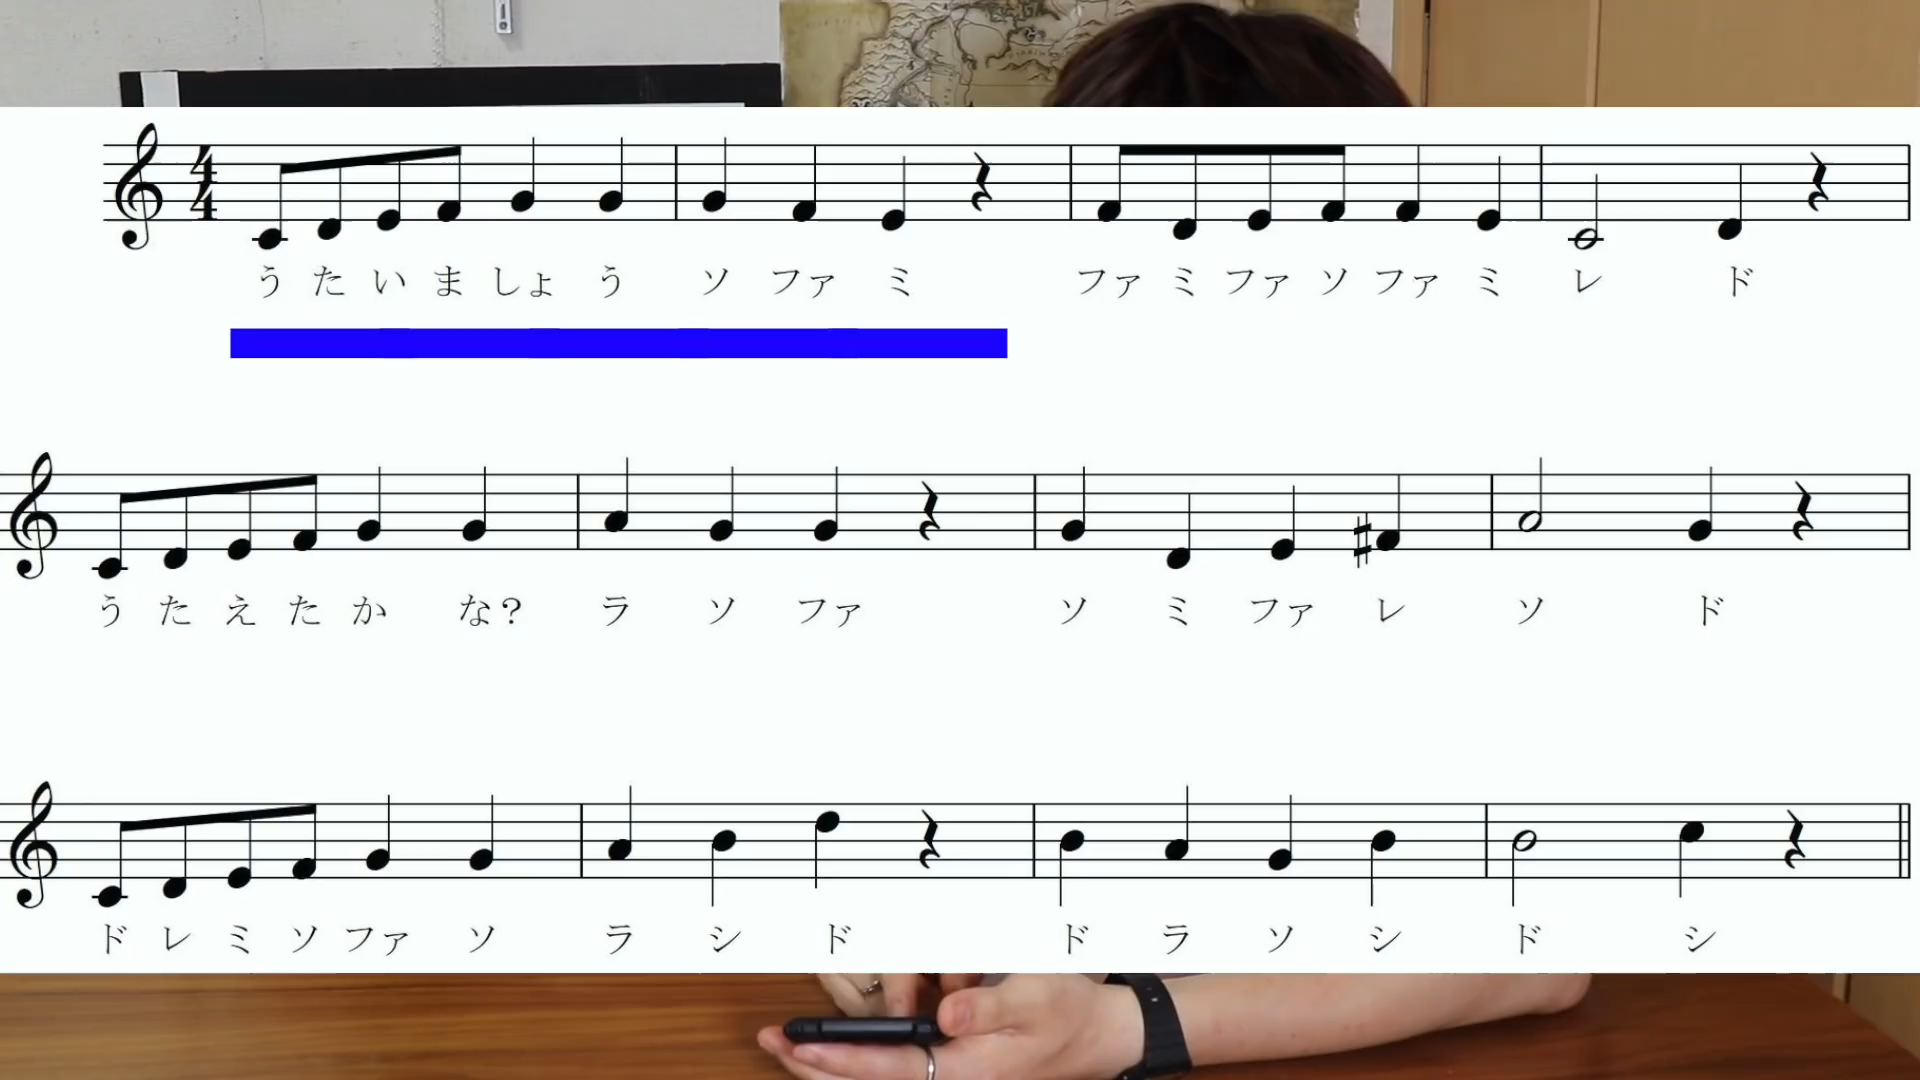 うたいましょう ソ ファ ミ ファ ミ ファ ソ ファ ミ レ ド
うたえたかな? ラ ソ ファ ソ ミ ファ レ ソ ド
ド レ ミ ソ ファ ソ ラ シ ド ド ラ ソ シ ド シ